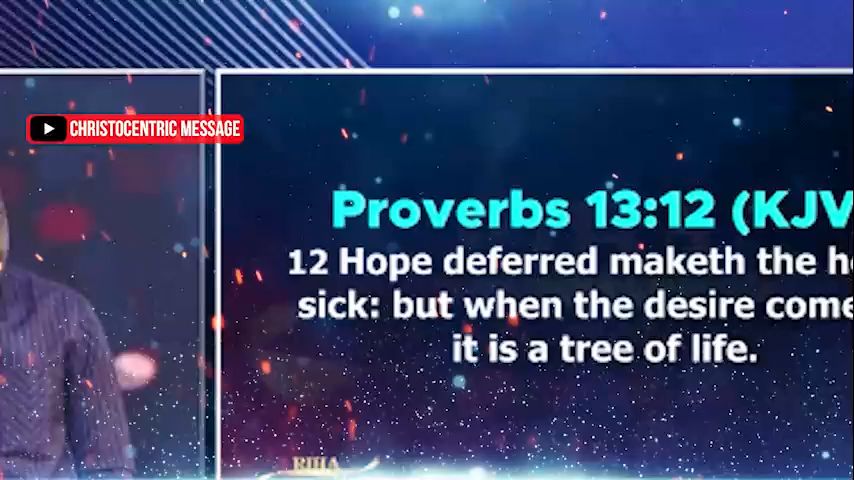 CHRISTOCENTRIC MESSAGE
Proverbs 13:12 (KJV
12 Hope deferred maketh the
sick: but when the desire come
it is a tree of life.